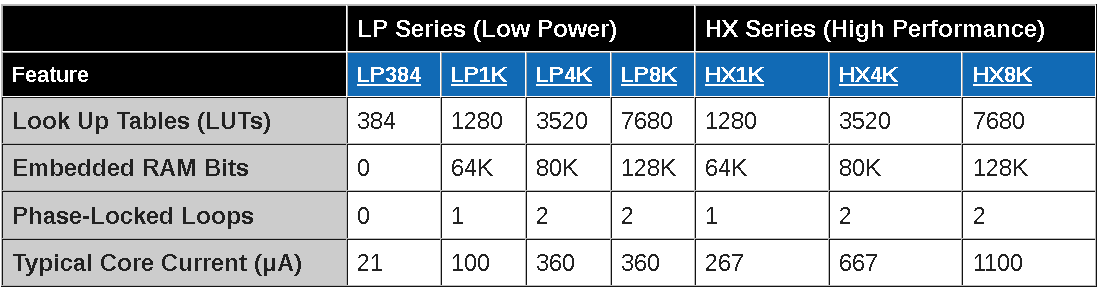 LP Series (Low Power) HX Series (High Performance)
Feature LP384 LP1K LP4K LP8K HX1K HX4K HX8K
Look Up Tables (LUTs) 384 1280 3520 7680 1280 3520 7680
Embedded RAM Bits 0 64K 80K 128K 64K 80K 128K
Phase-Locked Loops 0 1 2 2 1 2 2
Typical Core Current (μA) 21 100 360 360 267 667 1100